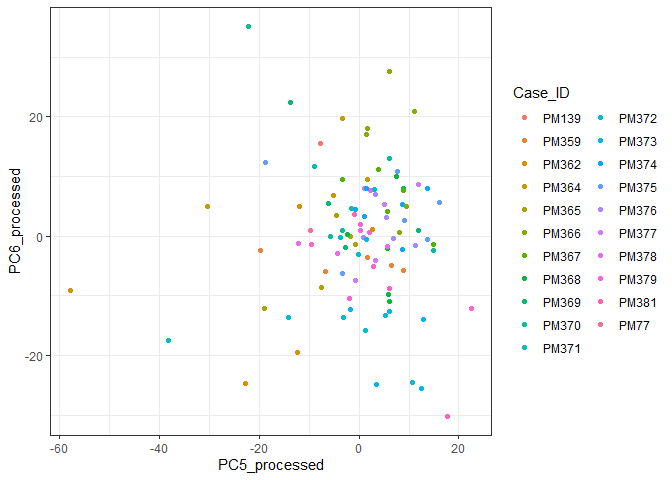 Case_ID
PM139
PM359
PM362
PM364
PM365
PM366
PM367
PM368
PM369
PM370
PM371
PM372
PM373
PM374
PM375
PM376
PM377
PM378
PM379
PM381
PM77
PC6_processed
20
0
-20
-60
-40
-20
0
20
PC5_processed